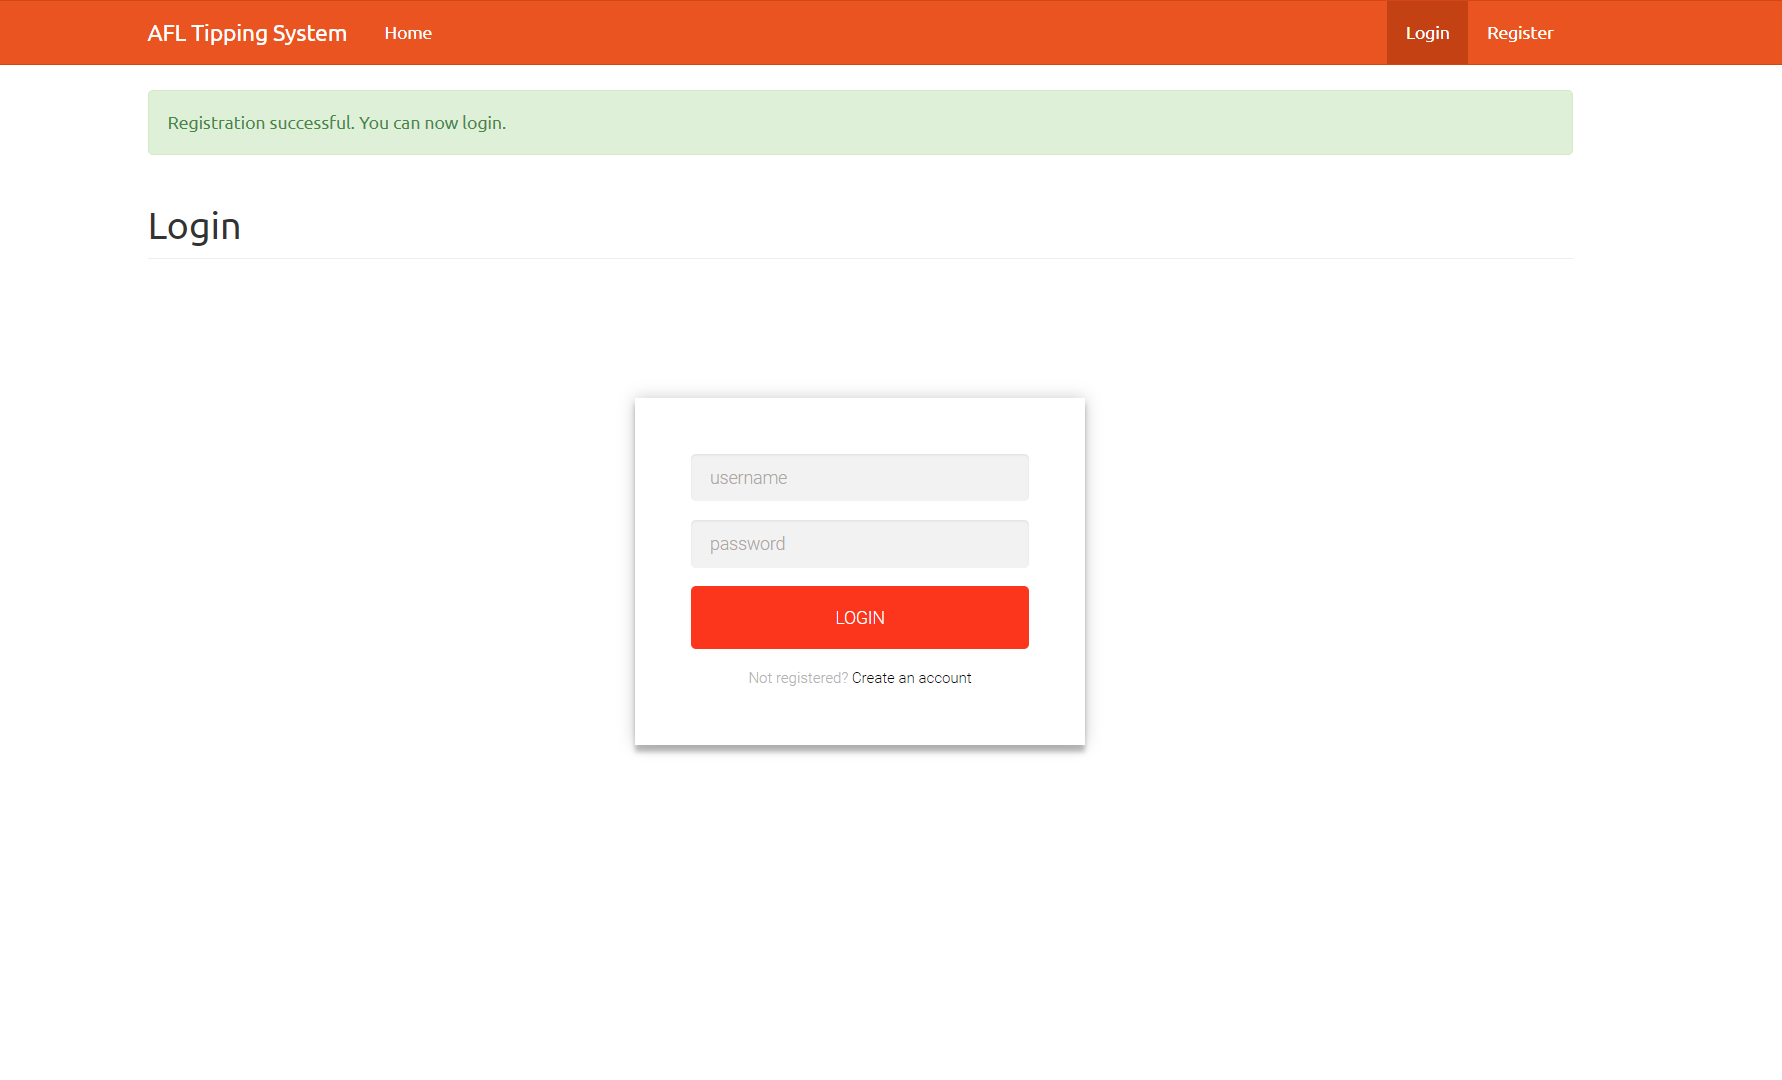 AFL Tipping System Home Login Register
Registration successful. You can now login.
Login
username
password
LOGIN
Not registered? Create an account